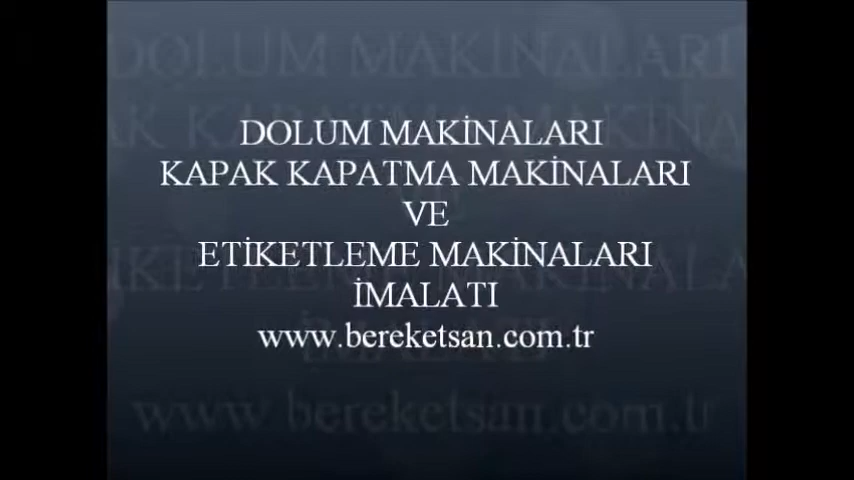 DOLUM MAKİNALARI
KAPAK KAPATMA MAKİNALARI
VE
ETİKETLEME MAKİNALARI
İMALATI
www.bereketsan.com.tr